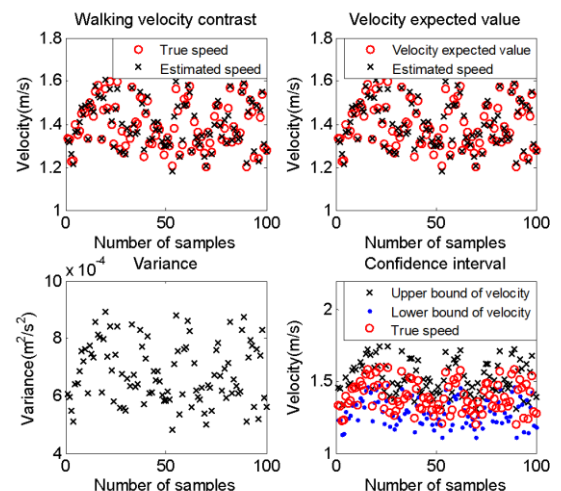 Walking velocity contrast
True speed
Estimated speed
Velocity(m/s)
1.8
1.6
1.4
1.2
1
0
50
100
Number of samples
Velocity expected value
Velocity expected value
Estimated speed
Velocity(m/s)
1.8
1.6
1.4
1.2
1
0
50
100
Number of samples
Variance
x 10⁻⁴
Variance(m²/s²)
10
8
6
4
0
50
100
Number of samples
Confidence interval
Upper bound of velocity
Lower bound of velocity
True speed
Velocity(m/s)
2
1.5
1
0
50
100
Number of samples